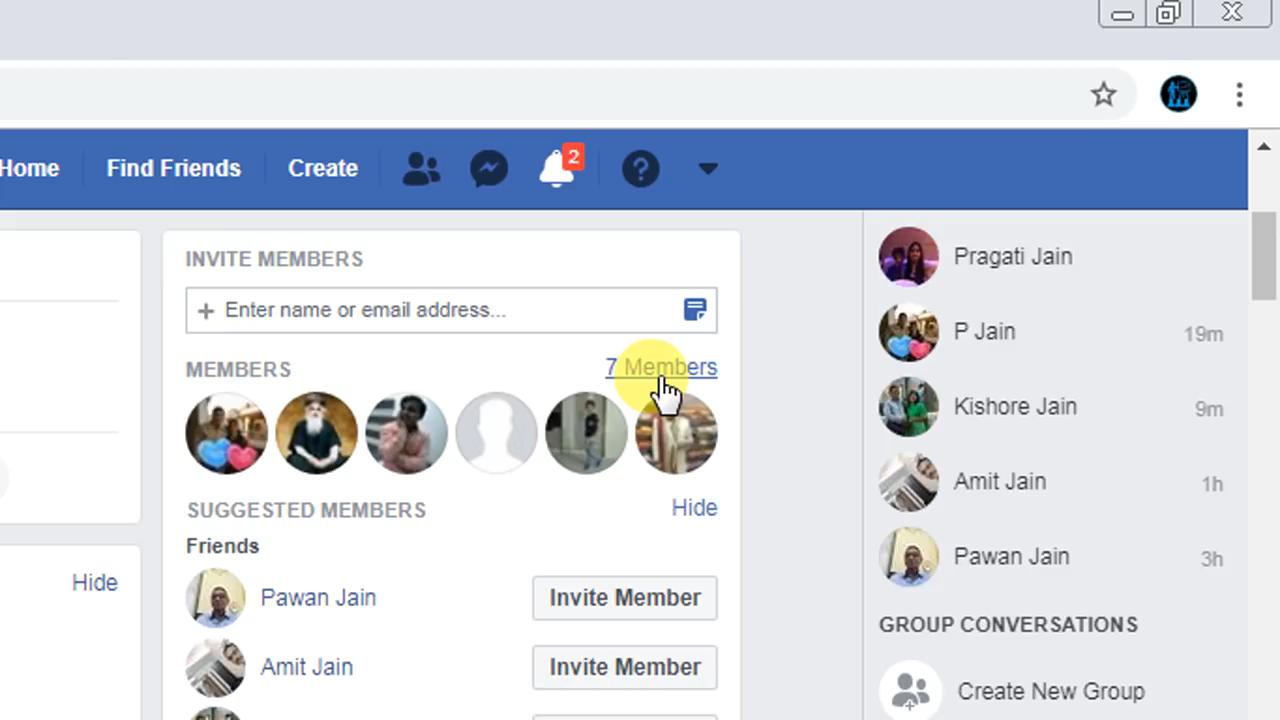 Home
Find Friends
Create
2
INVITE MEMBERS
+ Enter name or email address...
MEMBERS
7 Members
SUGGESTED MEMBERS
Hide
Friends
Pawan Jain
Invite Member
Amit Jain
Invite Member
Hide
Pragati Jain
P Jain
19m
Kishore Jain
9m
Amit Jain
1h
Pawan Jain
3h
GROUP CONVERSATIONS
Create New Group